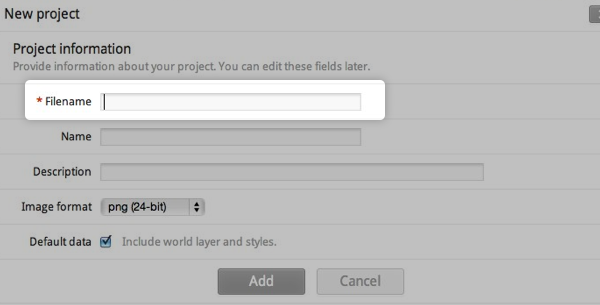 New project
Project information
Provide information about your project. You can edit these fields later.
* Filename
Name
Description
Image format png (24-bit)
Default data Include world layer and styles.
Add Cancel